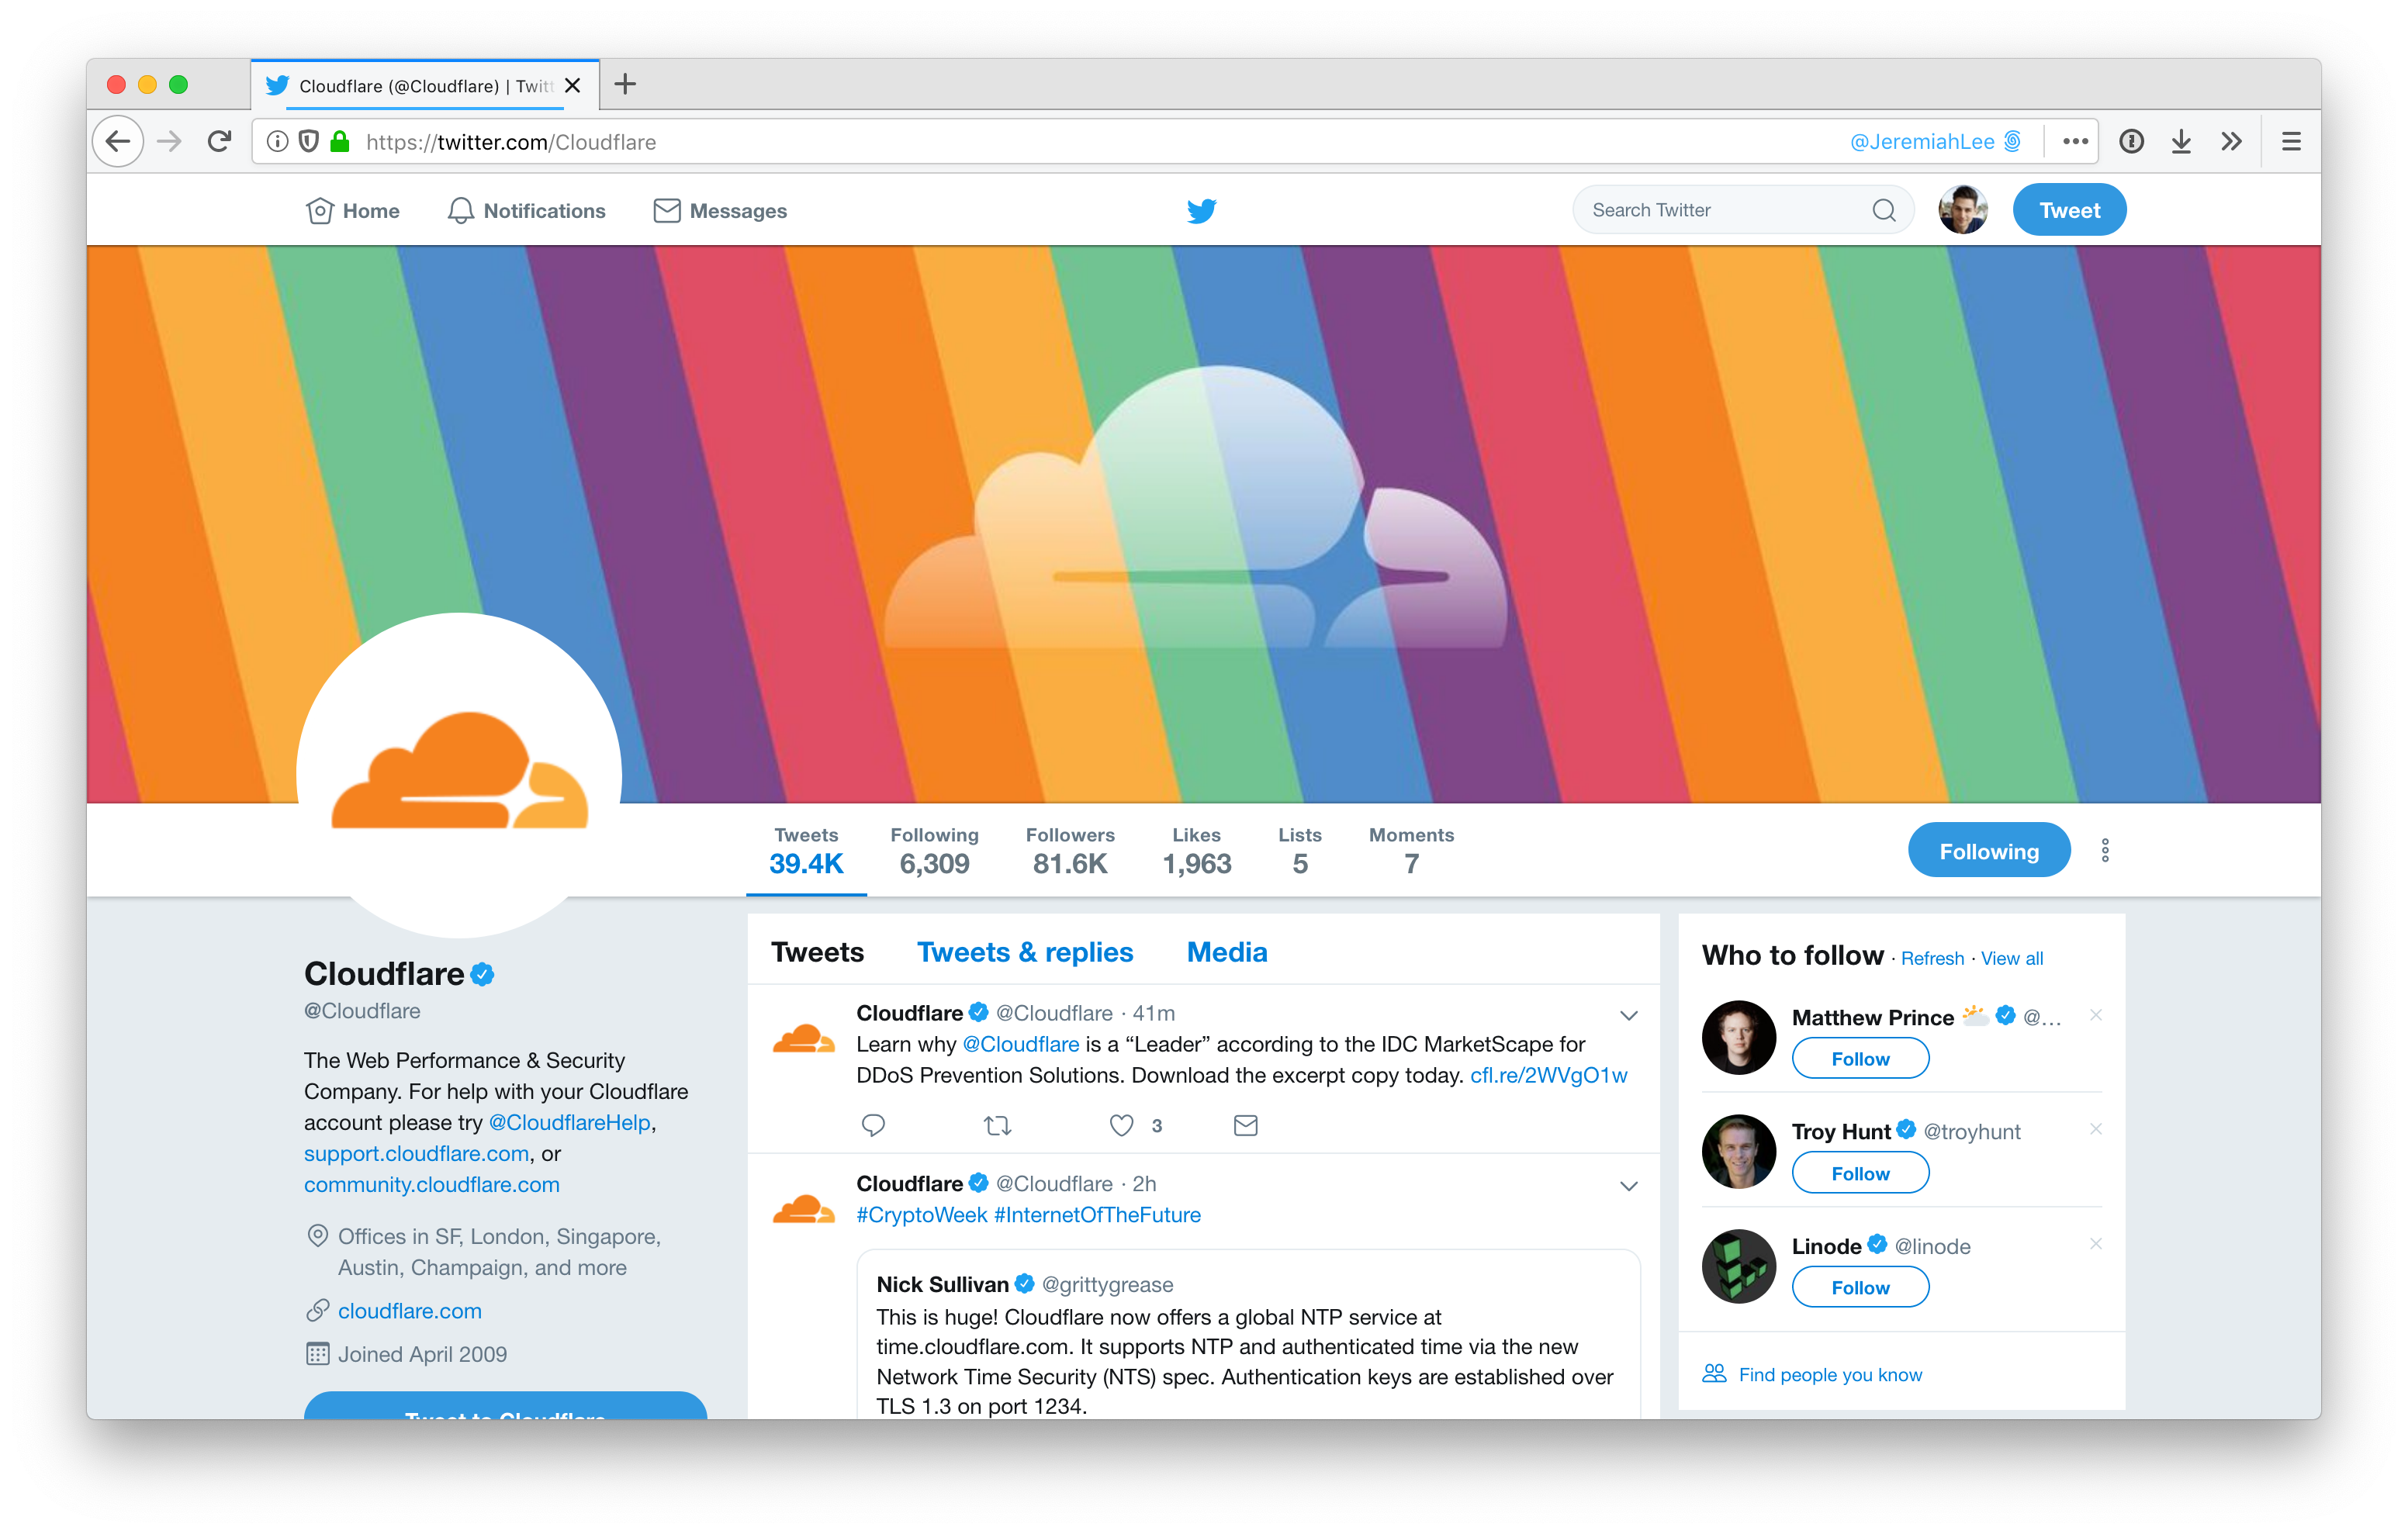 Cloudflare (@Cloudflare) | Twitt
https://twitter.com/Cloudflare
@JeremiahLee
Home
Notifications
Messages
Search Twitter
Tweet
Tweets
39.4K
Following
6,309
Followers
81.6K
Likes
1,963
Lists
5
Moments
7
Following
Cloudflare
@Cloudflare
The Web Performance & Security
Company. For help with your Cloudflare
account please try @CloudflareHelp,
support.cloudflare.com, or
community.cloudflare.com
Offices in SF, London, Singapore,
Austin, Champaign, and more
cloudflare.com
Joined April 2009
Tweet to Cloudflare
Tweets
Tweets & replies
Media
Cloudflare @Cloudflare · 41m
Learn why @Cloudflare is a “Leader” according to the IDC MarketScape for
DDoS Prevention Solutions. Download the excerpt copy today. cfl.re/2WVgO1w
3
Cloudflare @Cloudflare · 2h
#CryptoWeek #InternetOfTheFuture
Nick Sullivan @grittygrease
This is huge! Cloudflare now offers a global NTP service at
time.cloudflare.com. It supports NTP and authenticated time via the new
Network Time Security (NTS) spec. Authentication keys are established over
TLS 1.3 on port 1234.
Who to follow · Refresh · View all
Matthew Prince @...
Follow
Troy Hunt @troyhunt
Follow
Linode @linode
Follow
Find people you know